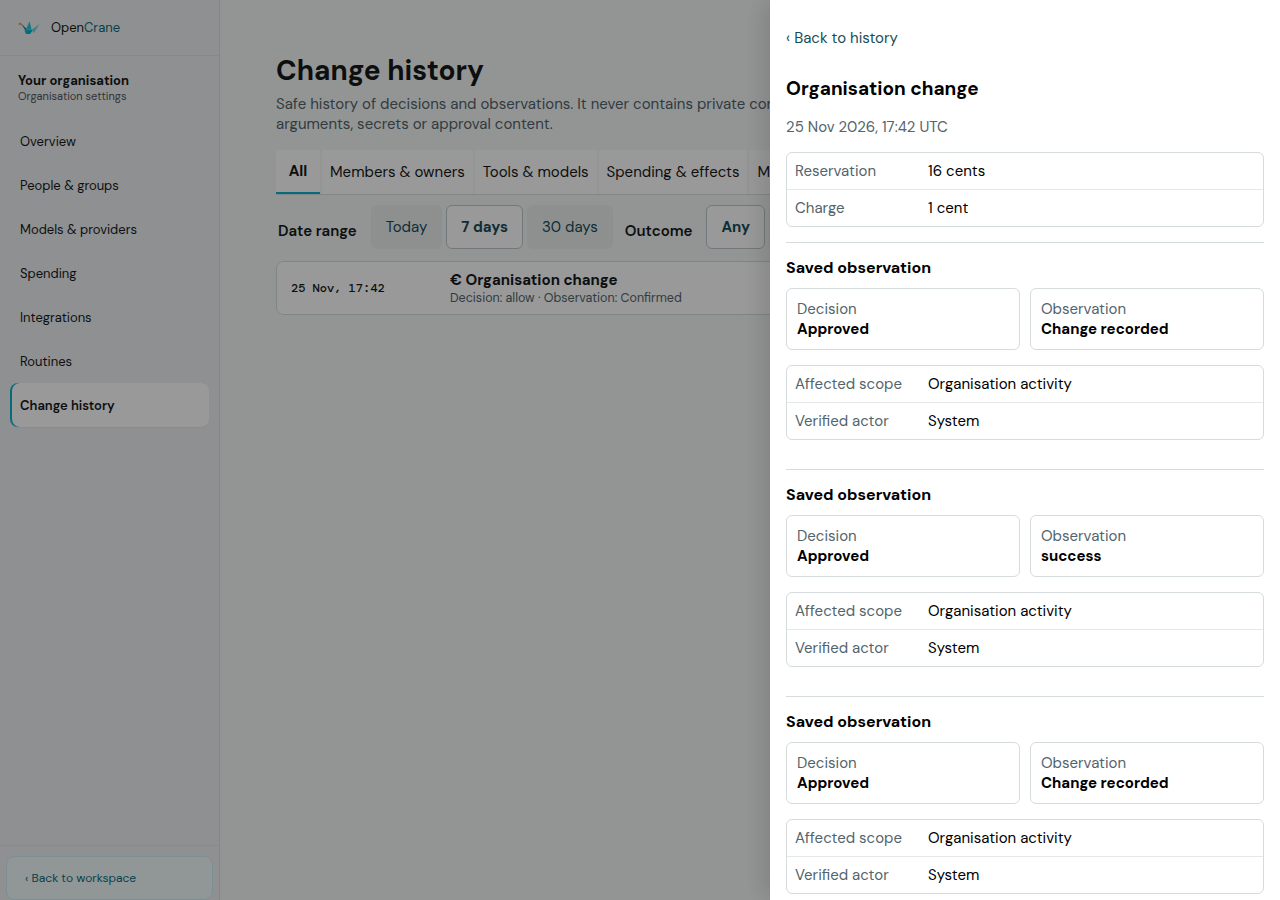 OpenCrane
Your organisation
Organisation settings
Overview
People & groups
Models & providers
Spending
Integrations
Routines
Change history
‹ Back to workspace
Change history
Safe history of decisions and observations. It never contains private
arguments, secrets or approval content.
All
Members & owners
Tools & models
Spending & effects
Date range
Today
7 days
30 days
Outcome
Any
25 Nov, 17:42
€ Organisation change
Decision: allow · Observation: Confirmed
‹ Back to history
Organisation change
25 Nov 2026, 17:42 UTC
Reservation 16 cents
Charge 1 cent
Saved observation
Decision
Approved
Observation
Change recorded
Affected scope Organisation activity
Verified actor System
Saved observation
Decision
Approved
Observation
success
Affected scope Organisation activity
Verified actor System
Saved observation
Decision
Approved
Observation
Change recorded
Affected scope Organisation activity
Verified actor System